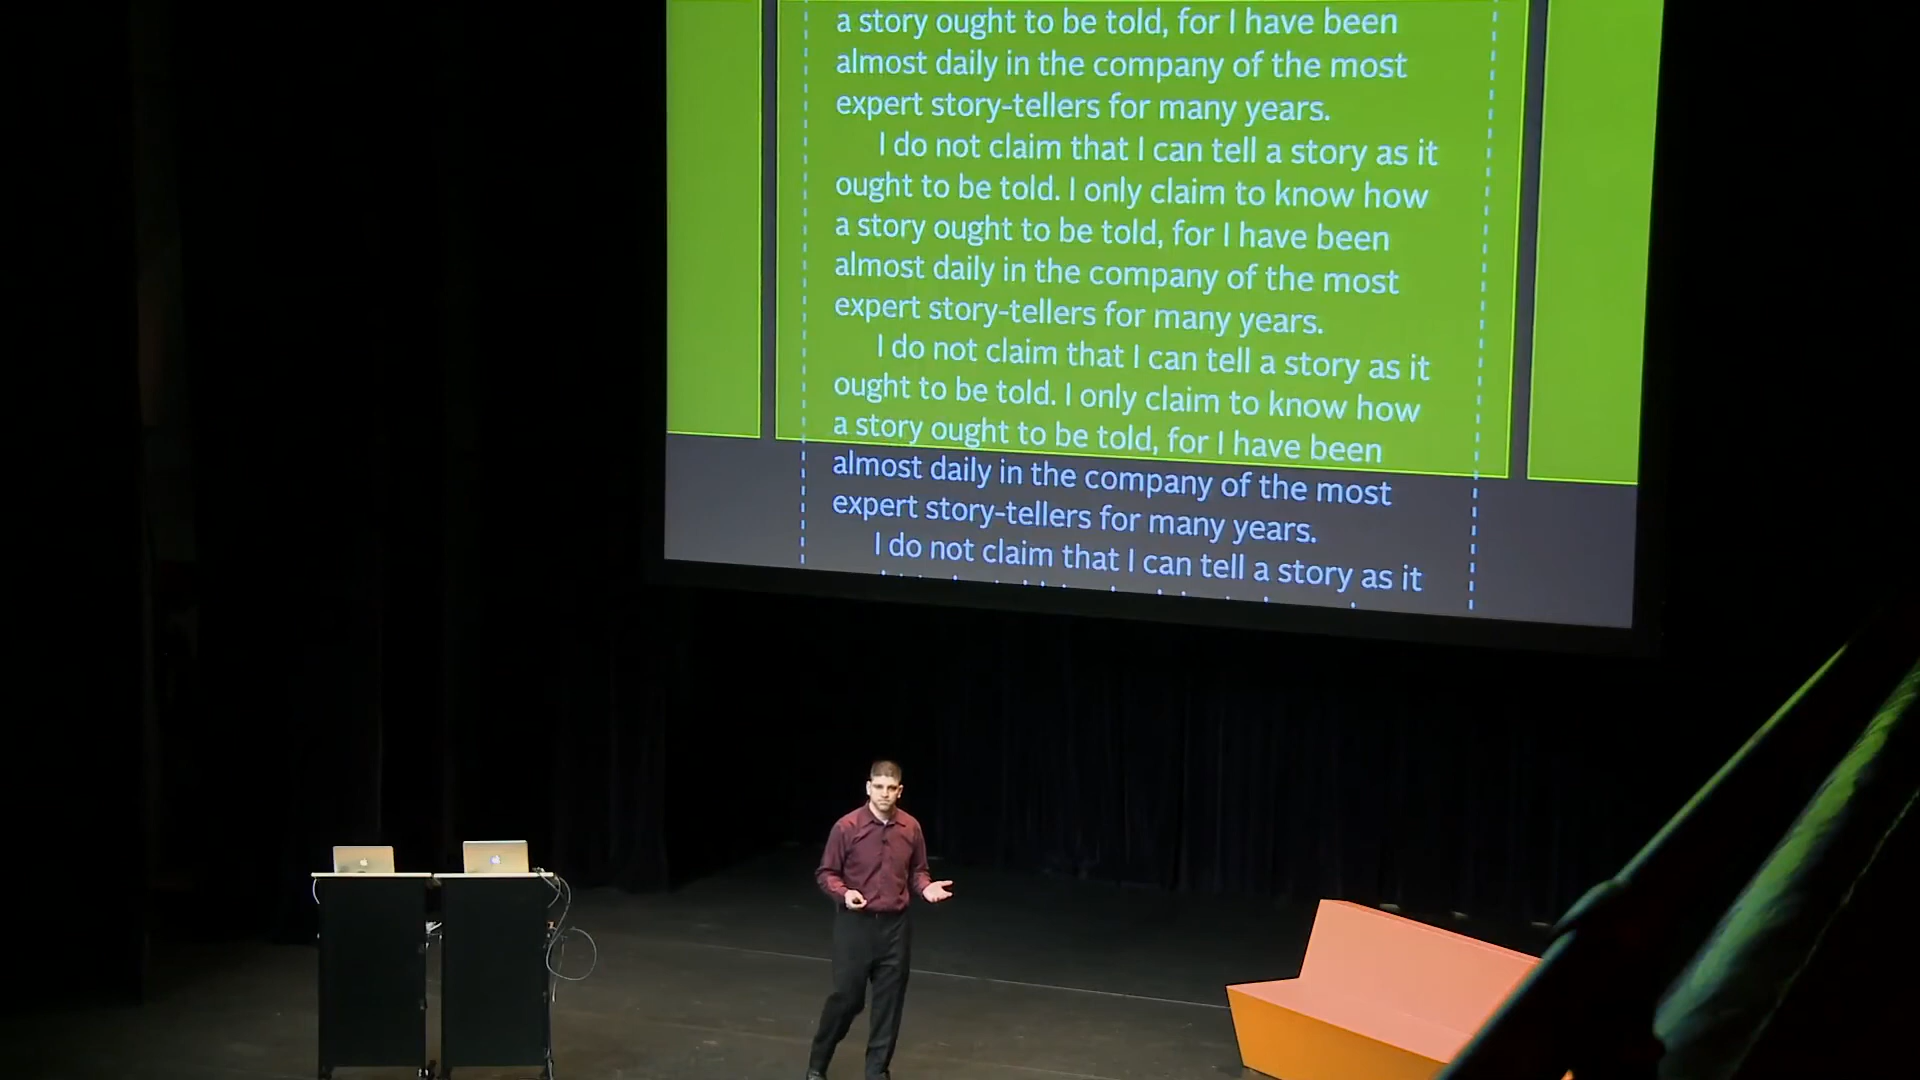 a story ought to be told, for I have been
almost daily in the company of the most
expert story-tellers for many years.
I do not claim that I can tell a story as it
ought to be told. I only claim to know how
a story ought to be told, for I have been
almost daily in the company of the most
expert story-tellers for many years.
I do not claim that I can tell a story as it
ought to be told. I only claim to know how
a story ought to be told, for I have been
almost daily in the company of the most
expert story-tellers for many years.
I do not claim that I can tell a story as it